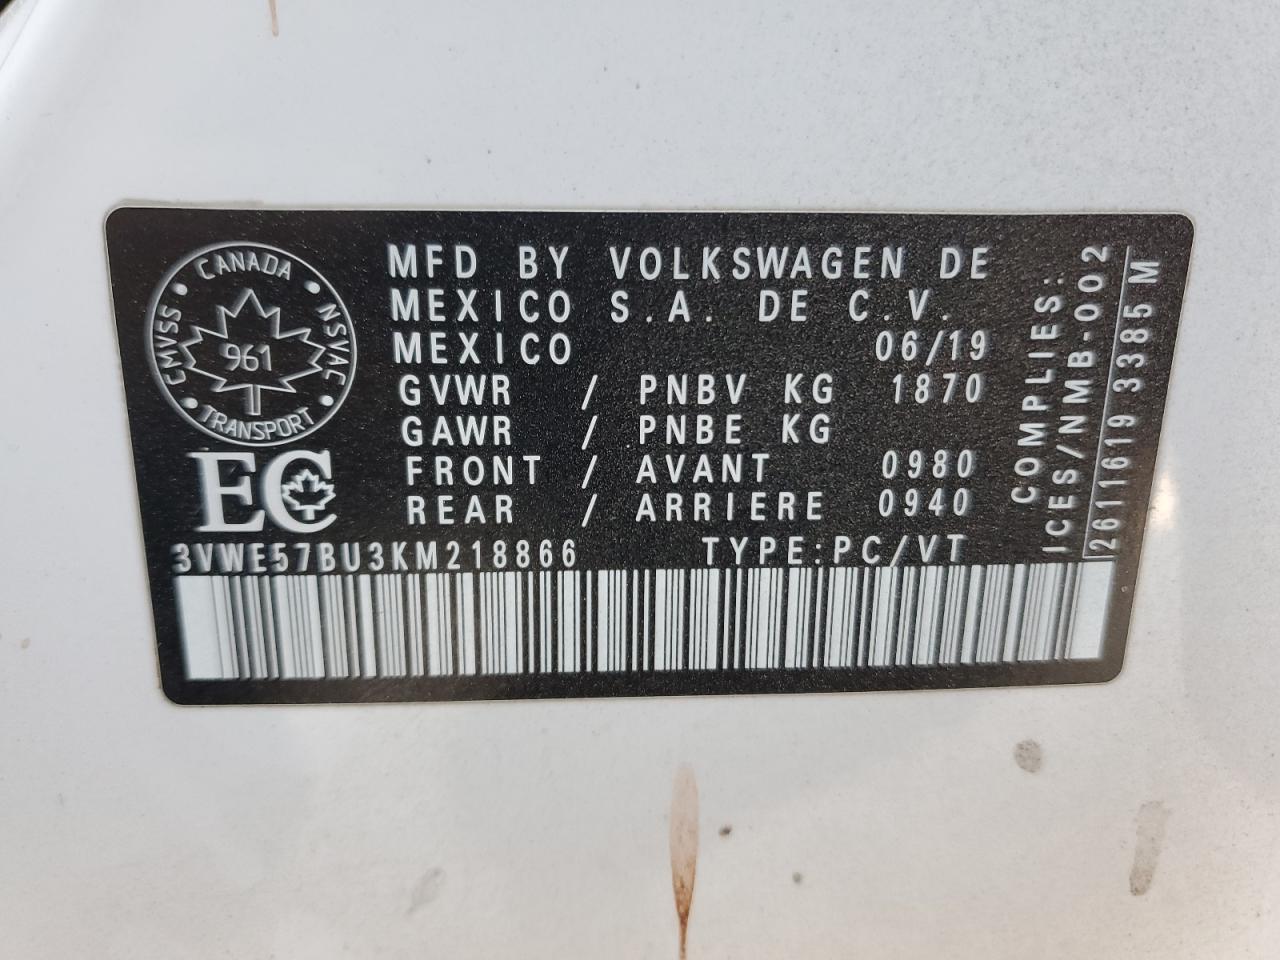 CANADA
CMVSS • NSVAC
961
TRANSPORT
EC
MFD BY VOLKSWAGEN DE
MEXICO S.A. DE C.V.
MEXICO 06/19
GVWR / PNBV KG 1870
GAWR / PNBE KG
FRONT / AVANT 0980
REAR / ARRIERE 0940
3VWE57BU3KM218866 TYPE:PC/VT
COMPLIES:
ICES/NMB-002
2611619 3385 M